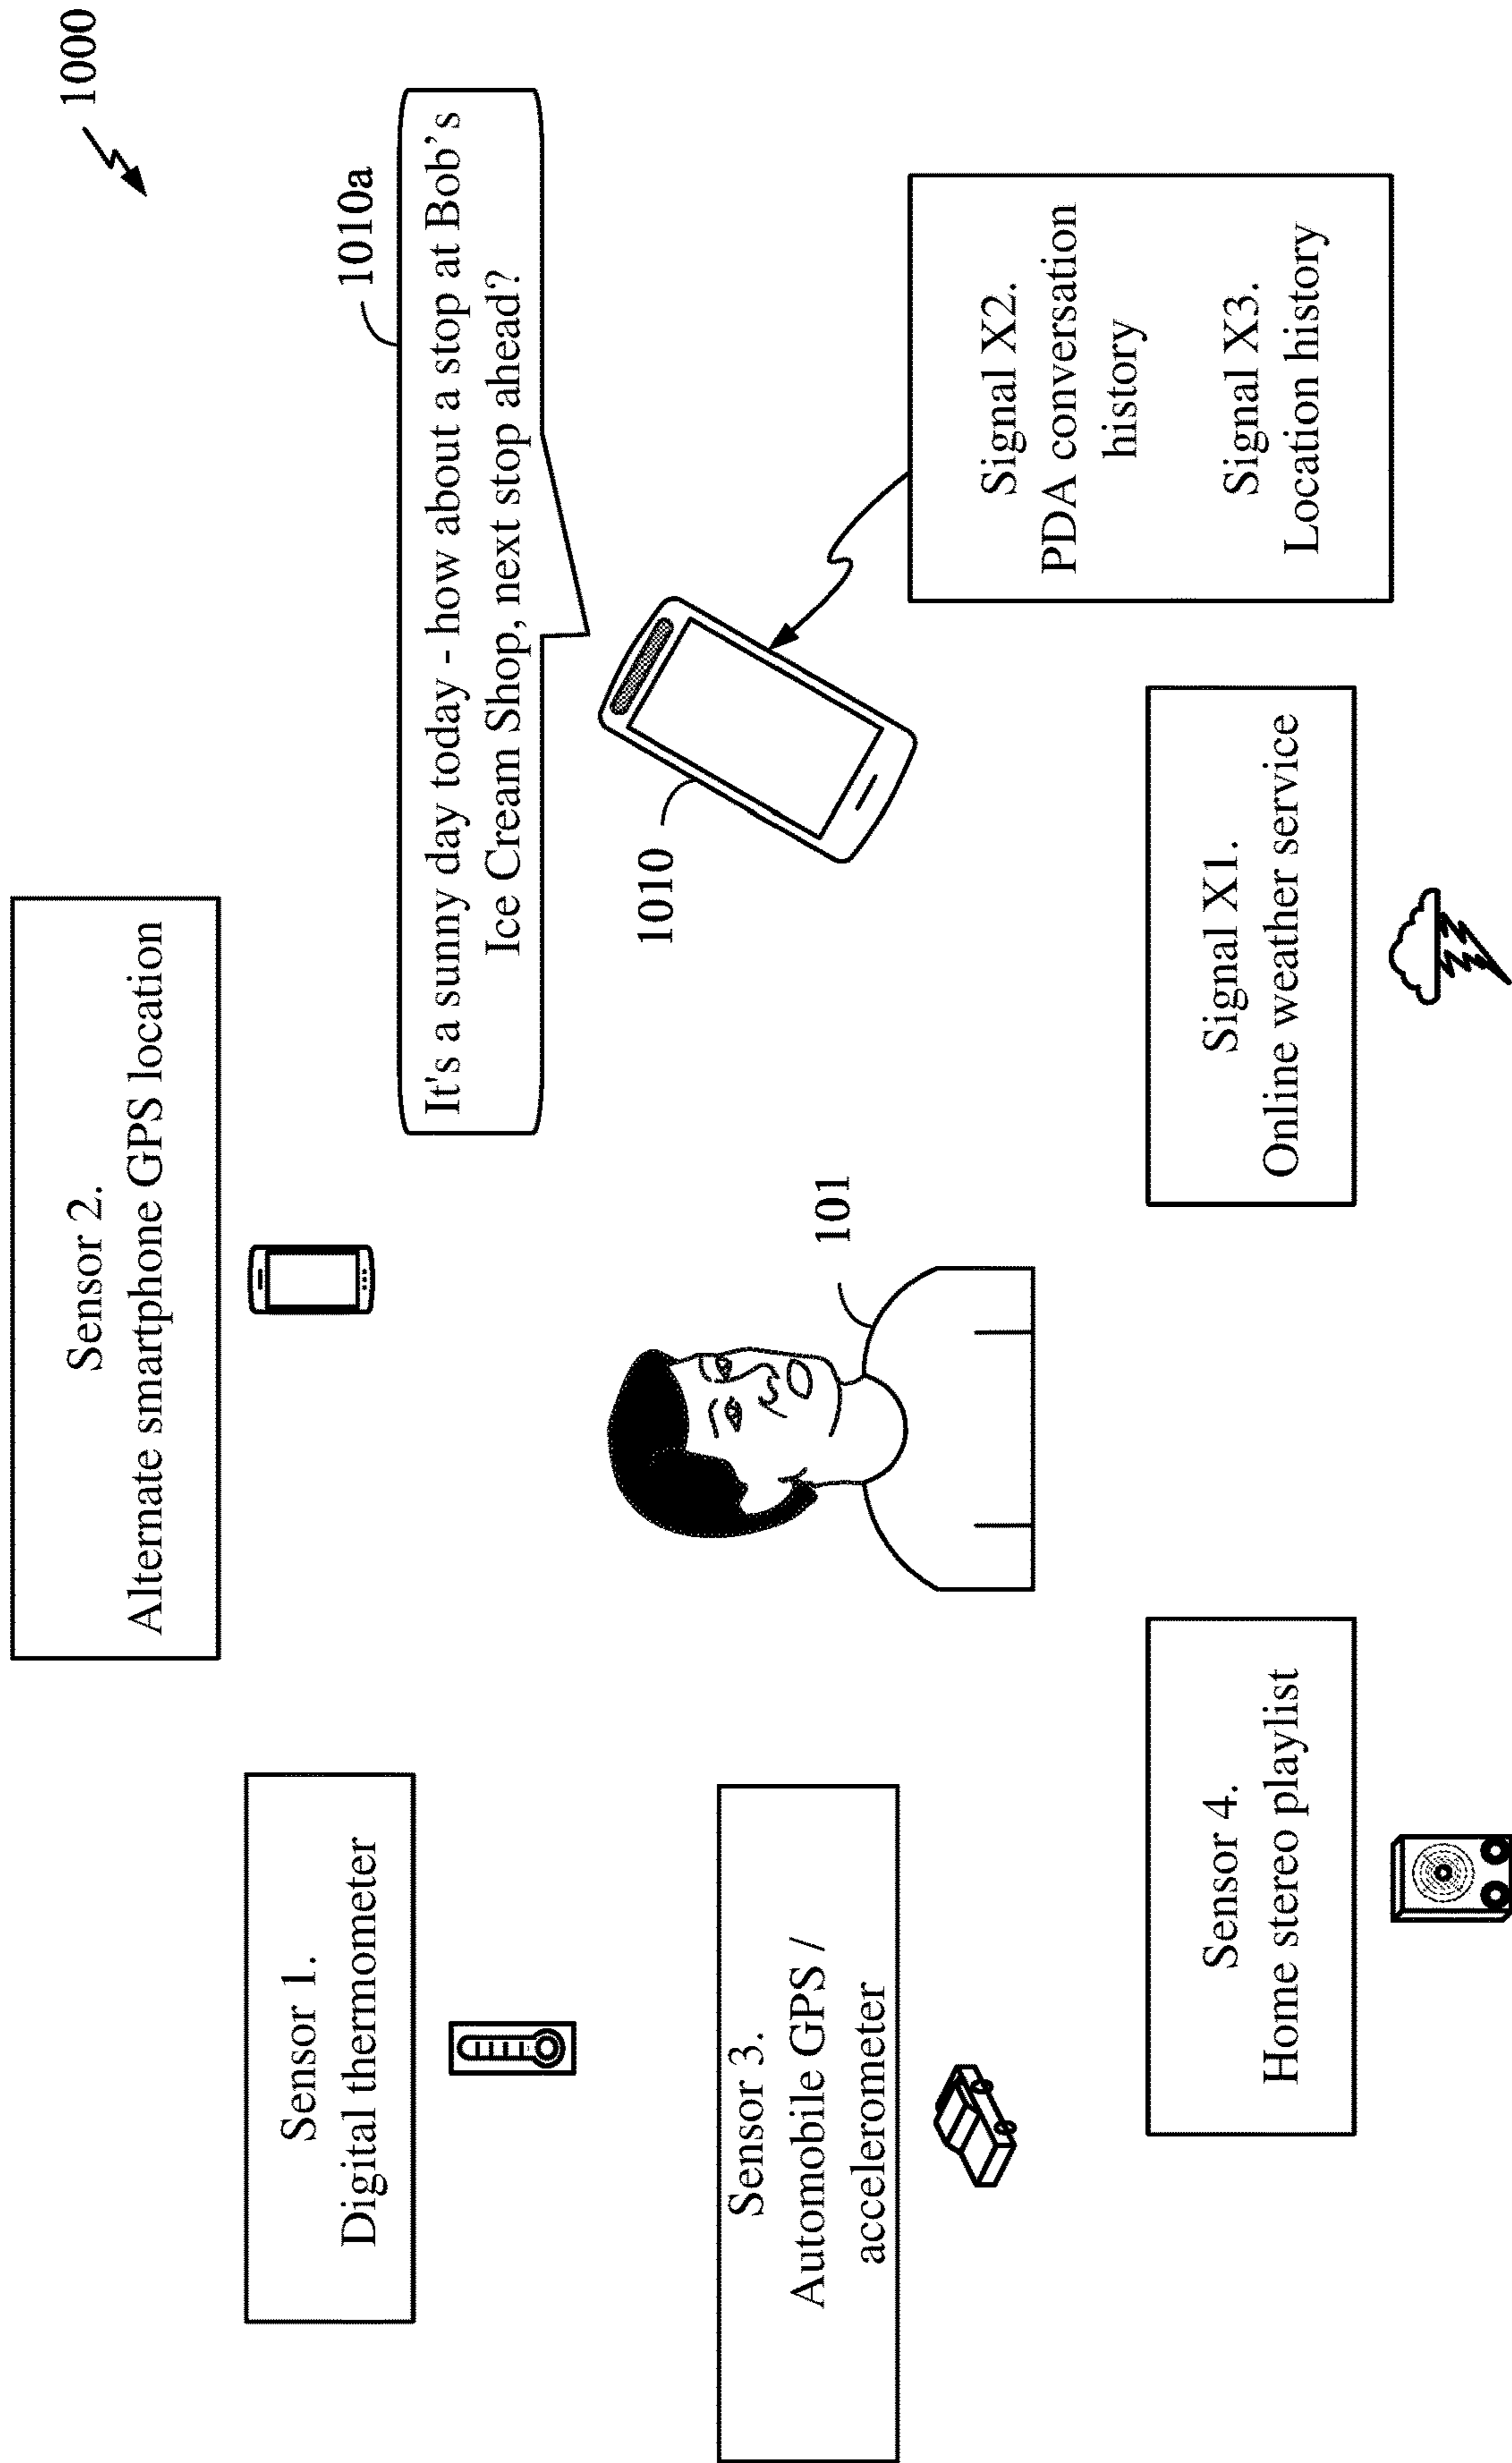 1000
Sensor 2.
Alternate smartphone GPS location
1010a
It's a sunny day today - how about a stop at Bob's
Ice Cream Shop, next stop ahead?
Sensor 1.
Digital thermometer
1010
101
Sensor 3.
Automobile GPS /
accelerometer
Signal X2.
PDA conversation
history
Signal X3.
Location history
Sensor 4.
Home stereo playlist
Signal X1.
Online weather service